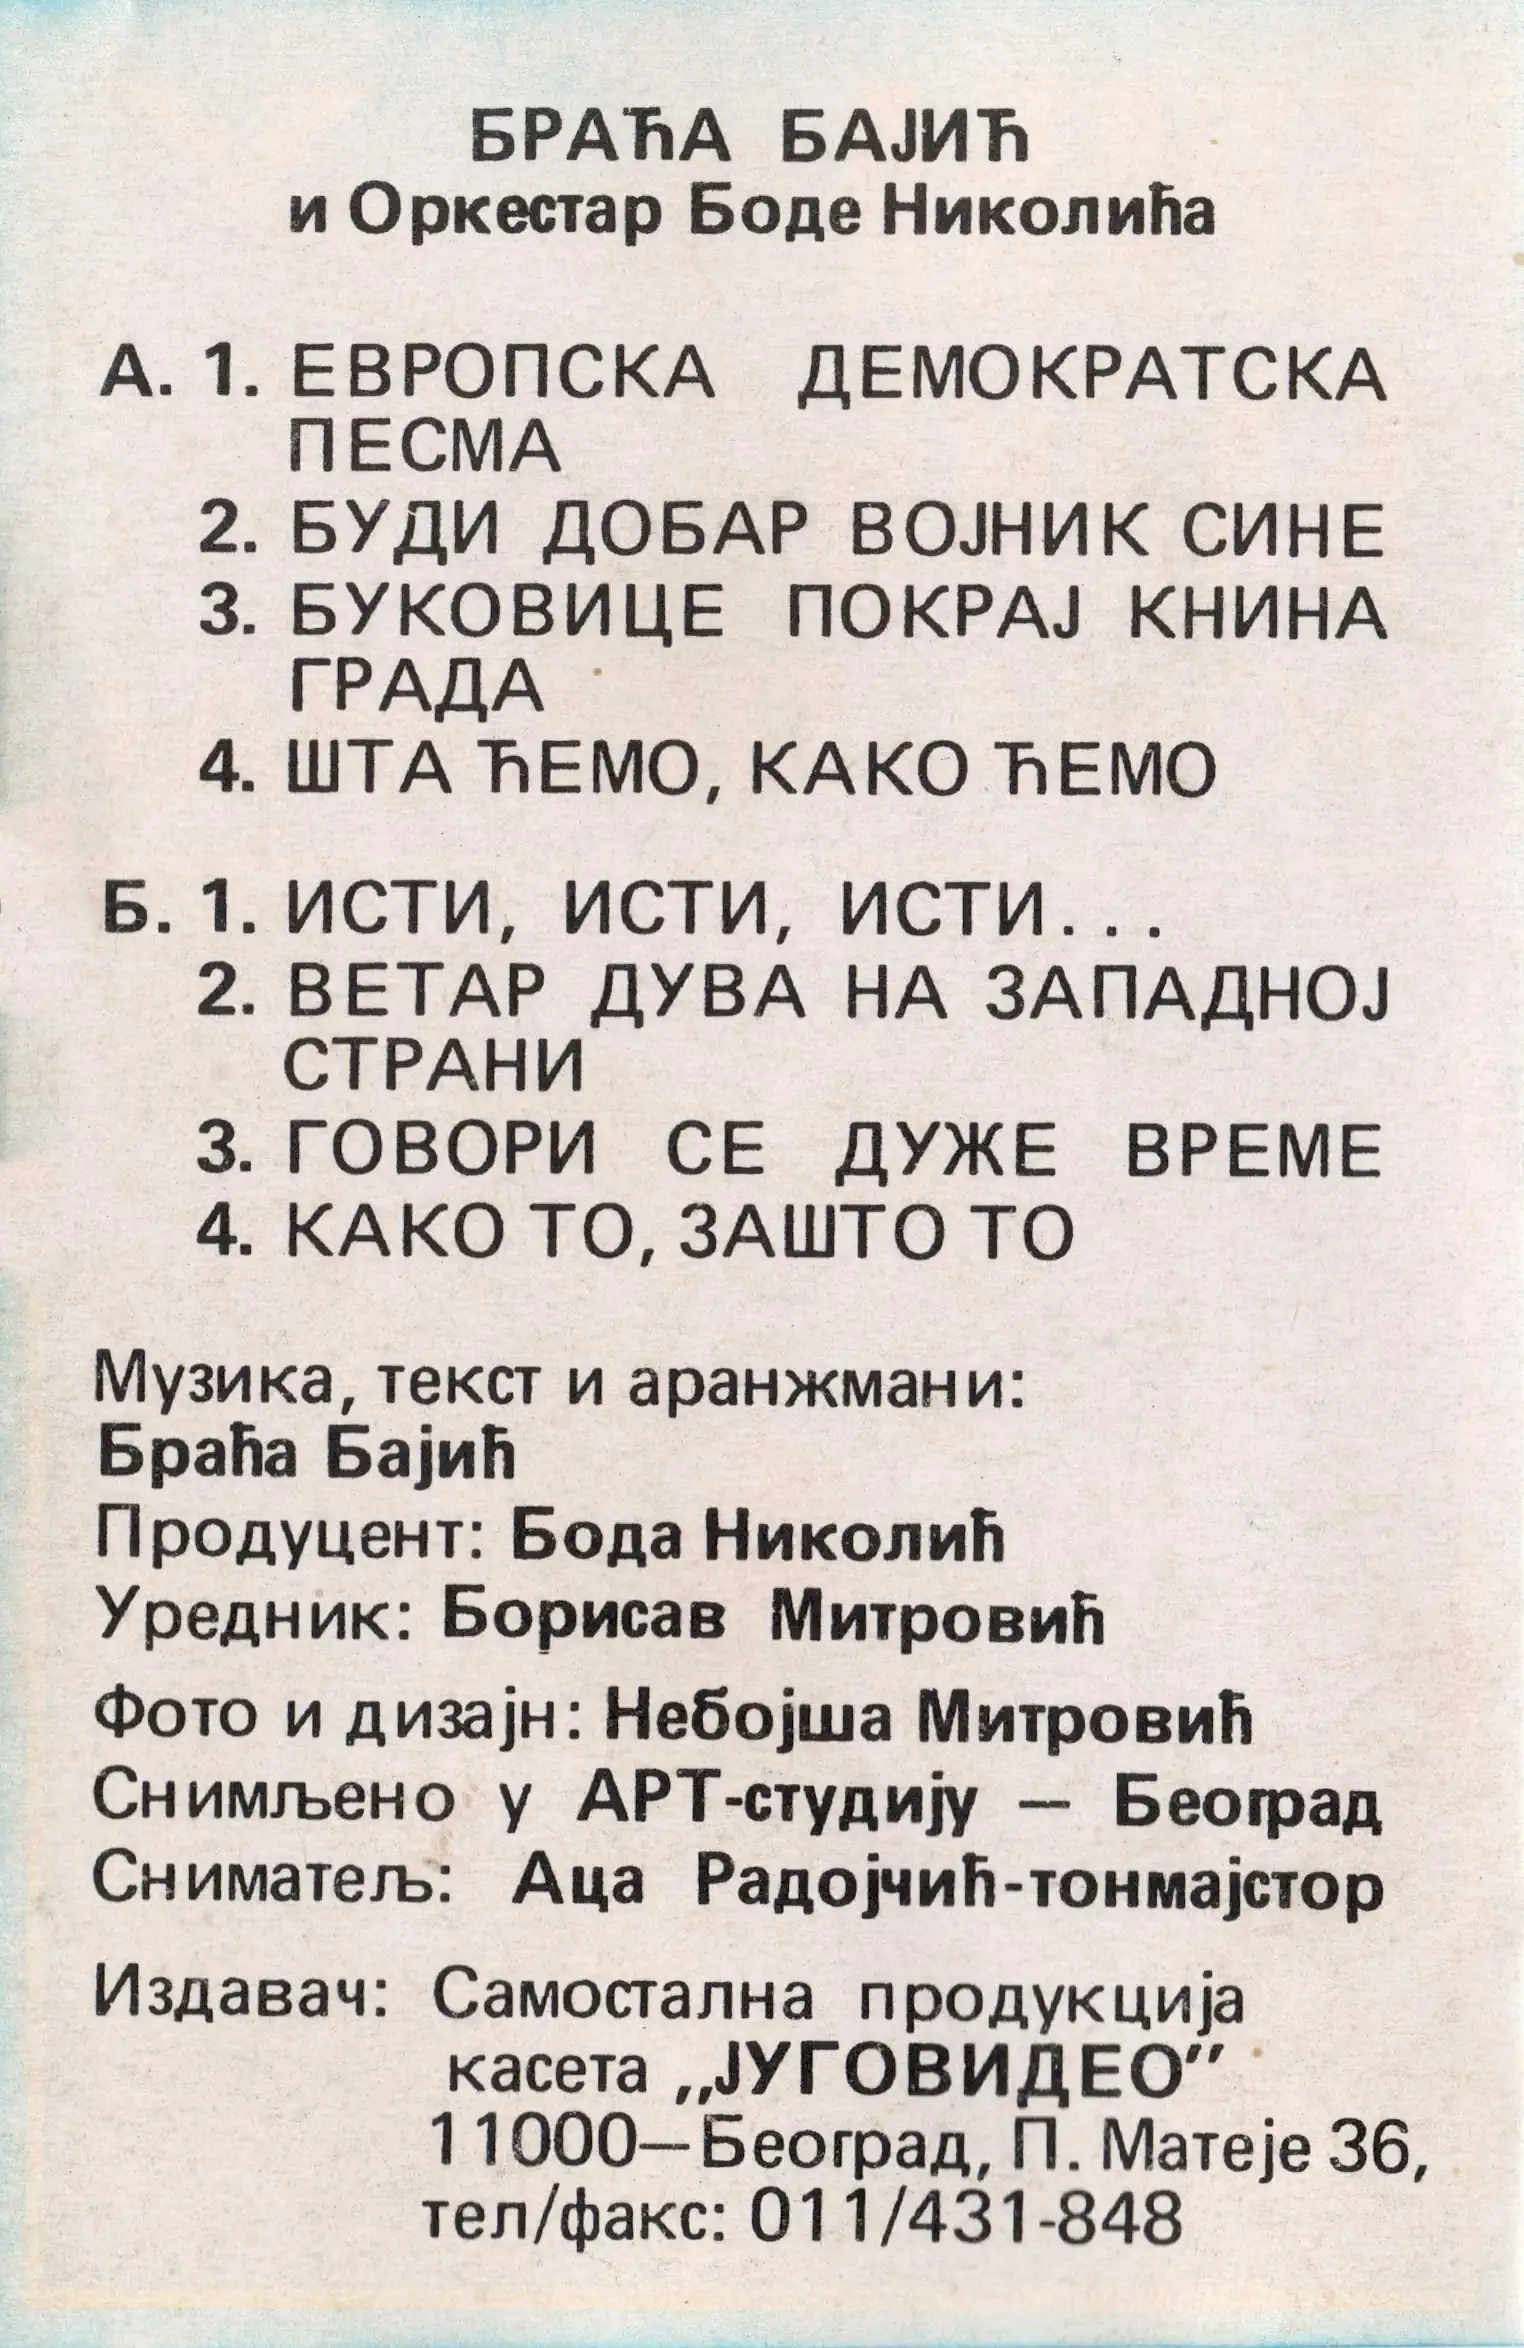 БРАЋА БАЈИЋ
и Оркестар Боде Николића
А. 1. ЕВРОПСКА ДЕМОКРАТСКА
ПЕСМА
2. БУДИ ДОБАР ВОЈНИК СИНЕ
3. БУКОВИЦЕ ПОКРАЈ КНИНА
ГРАДА
4. ШТА ЋЕМО, КАКО ЋЕМО
Б. 1. ИСТИ, ИСТИ, ИСТИ...
2. ВЕТАР ДУВА НА ЗАПАДНОЈ
СТРАНИ
3. ГОВОРИ СЕ ДУЖЕ ВРЕМЕ
4. КАКО ТО, ЗАШТО ТО
Музика, текст и аранжмани:
Браћа Бајић
Продуцент: Бода Николић
Уредник: Борисав Митровић
Фото и дизајн: Небојша Митровић
Снимљено у АРТ-студију — Београд
Сниматељ: Аца Радојчић-тонмајстор
Издавач: Самостална продукција
касета „ЈУГОВИДЕО"
11000—Београд, П. Матеје 36,
тел/факс: 011/431-848